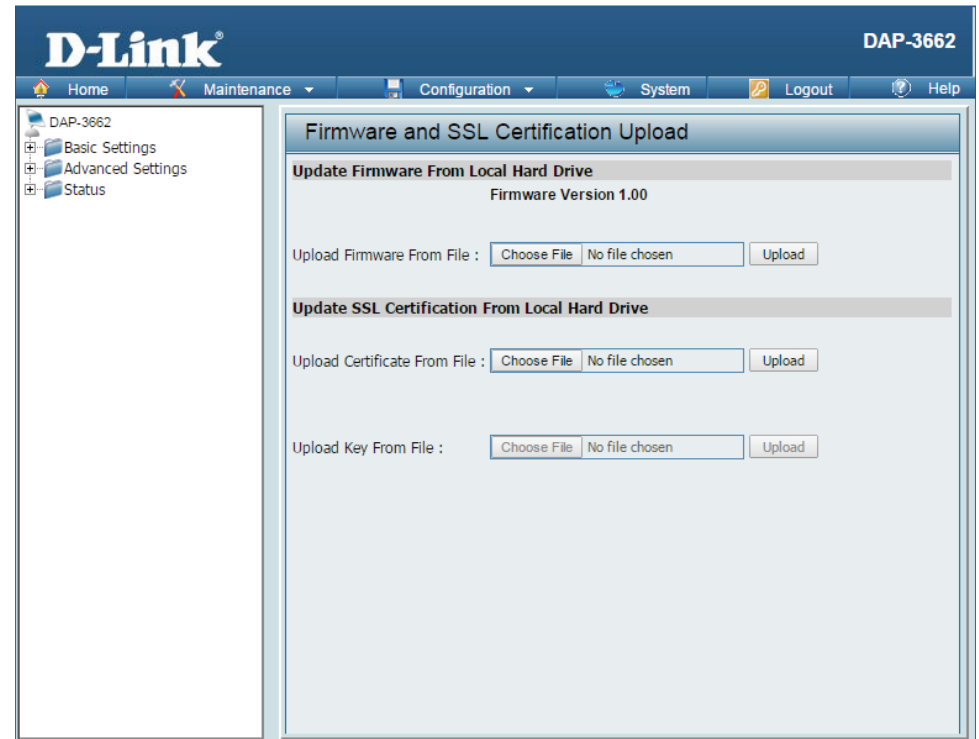 D-Link®
DAP-3662
Home Maintenance Configuration System Logout Help
DAP-3662
Basic Settings
Advanced Settings
Status
Firmware and SSL Certification Upload
Update Firmware From Local Hard Drive
Firmware Version 1.00
Upload Firmware From File : Choose File No file chosen Upload
Update SSL Certification From Local Hard Drive
Upload Certificate From File : Choose File No file chosen Upload
Upload Key From File : Choose File No file chosen Upload